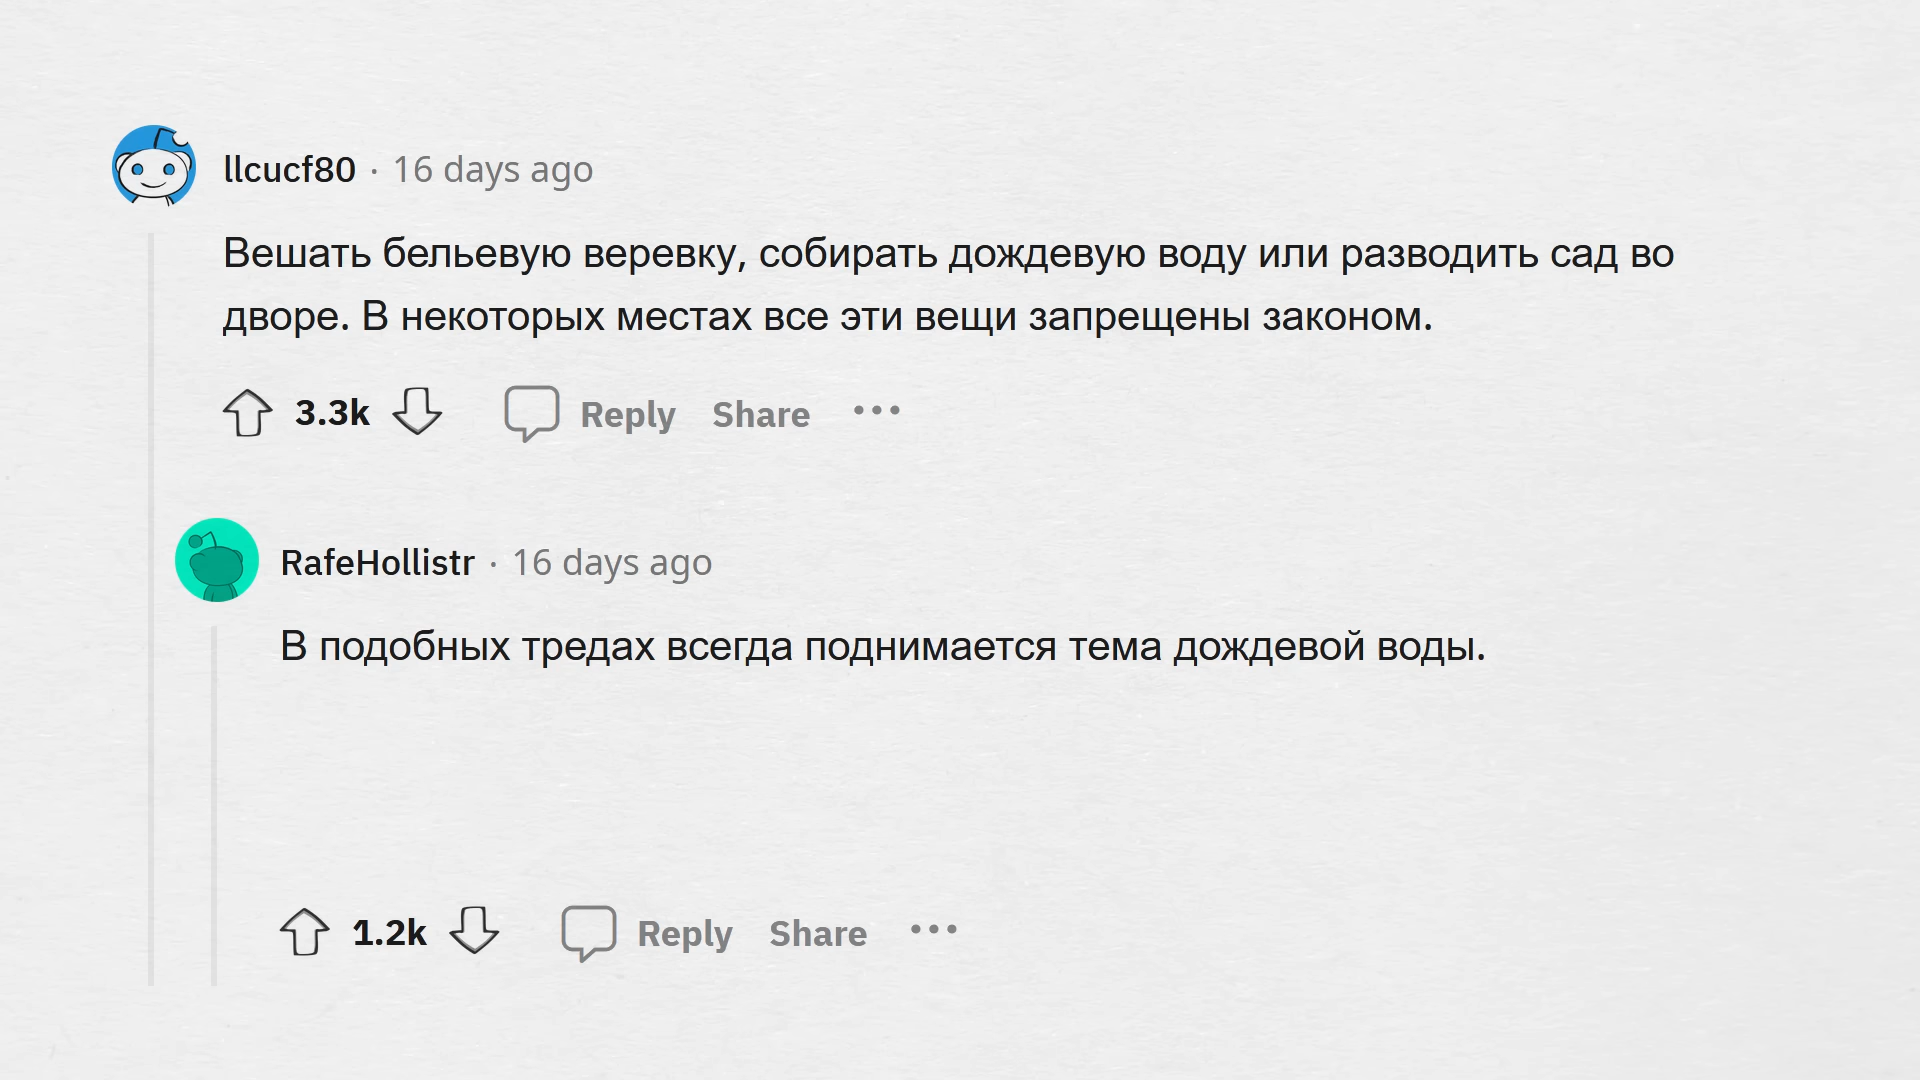 llcucf80 · 16 days ago
Вешать бельевую веревку, собирать дождевую воду или разводить сад во
дворе. В некоторых местах все эти вещи запрещены законом.
3.3k Reply Share •••
RafeHollistr · 16 days ago
В подобных тредах всегда поднимается тема дождевой воды.
1.2k Reply Share •••